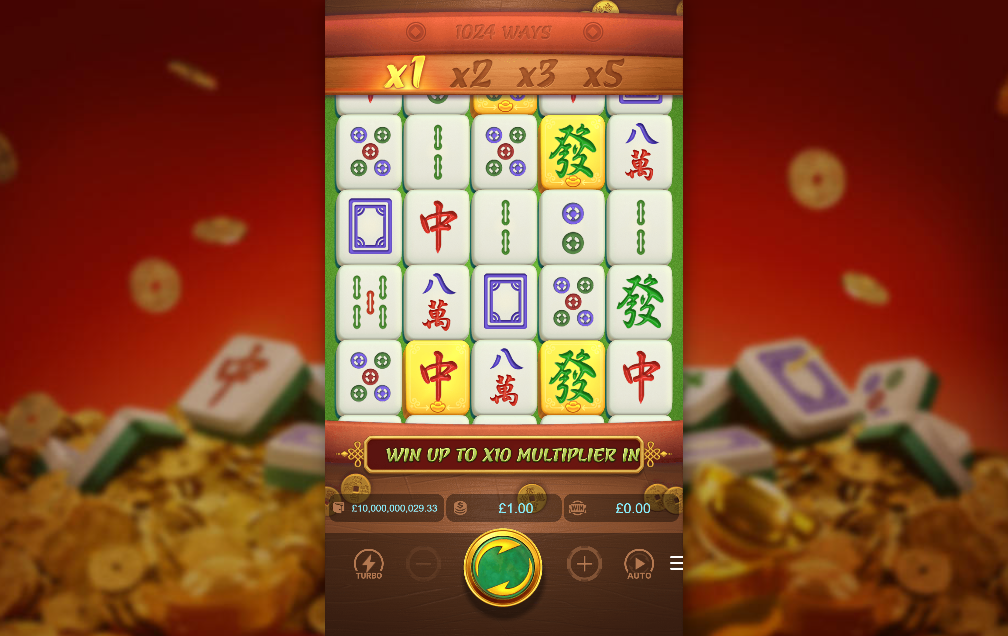 1024 WAYS
x1 x2 x3 x5
發 八萬
中
八萬 發
中 八萬 發 中
WIN UP TO X10 MULTIPLIER IN
£10,000,000,029.33 £1.00 WIN £0.00
TURBO AUTO